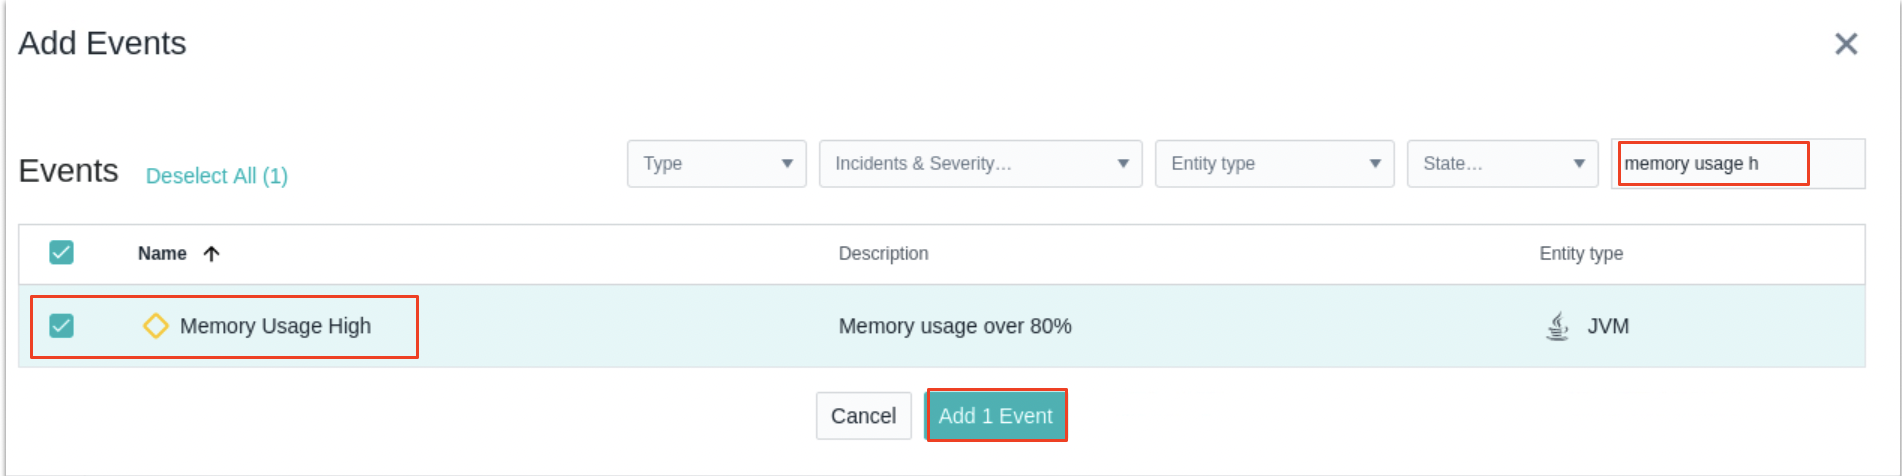 Add Events
Events Deselect All (1) Type Incidents & Severity... Entity type State... memory usage h
Name Description Entity type
Memory Usage High Memory usage over 80% JVM
Cancel Add 1 Event